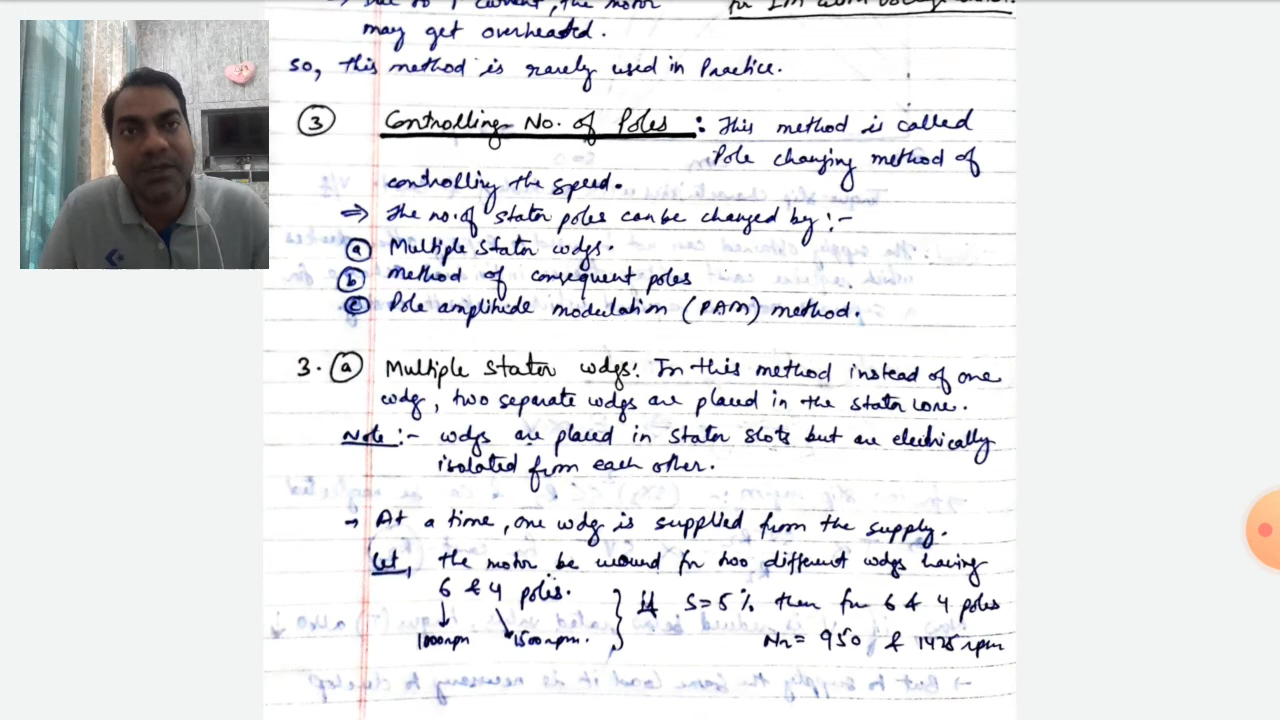 may get overheated.
so, this method is rarely used in Practice.
③ Controlling No. of Poles : This method is called
Pole changing method of
controlling the speed.
⇒ The no. of stator poles can be changed by :-
ⓐ Multiple stator wdgs.
ⓑ method of consequent poles
ⓒ Pole amplitude modulation (PAM) method.
3. ⓐ Multiple stator wdgs: In this method instead of one
wdg, two separate wdgs are placed in the stator core.
Note :- wdgs are placed in stator slots but are electrically
isolated from each other.
→ At a time, one wdg is supplied from the supply.
Let, the motor be wound for two different wdgs having
6 & 4 poles. } If S=5% then for 6 & 4 poles
1000rpm 1500rpm. Nr = 950 & 1425 rpm